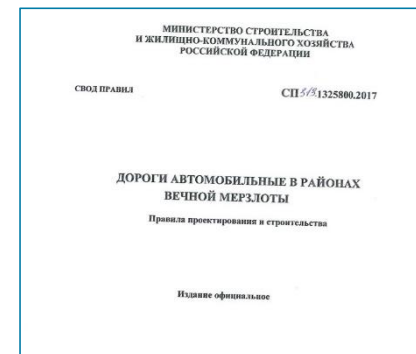 МИНИСТЕРСТВО СТРОИТЕЛЬСТВА
И ЖИЛИЩНО-КОММУНАЛЬНОГО ХОЗЯЙСТВА
РОССИЙСКОЙ ФЕДЕРАЦИИ
СВОД ПРАВИЛ
СП 313.1325800.2017
ДОРОГИ АВТОМОБИЛЬНЫЕ В РАЙОНАХ
ВЕЧНОЙ МЕРЗЛОТЫ
Правила проектирования и строительства
Издание официальное